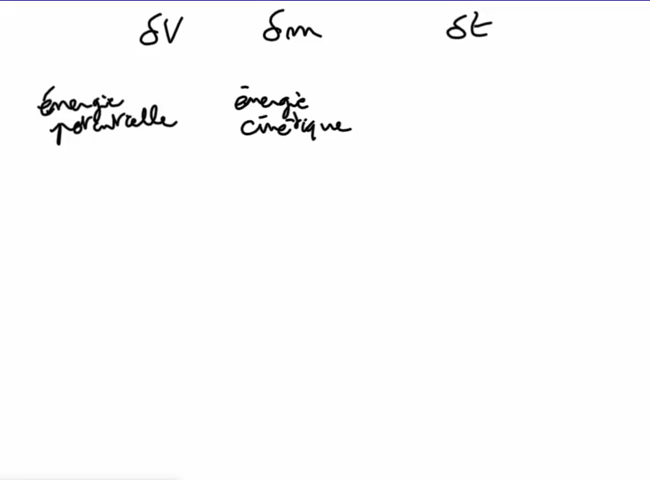 δV δm δt
énergie énergie
potentielle cinétique